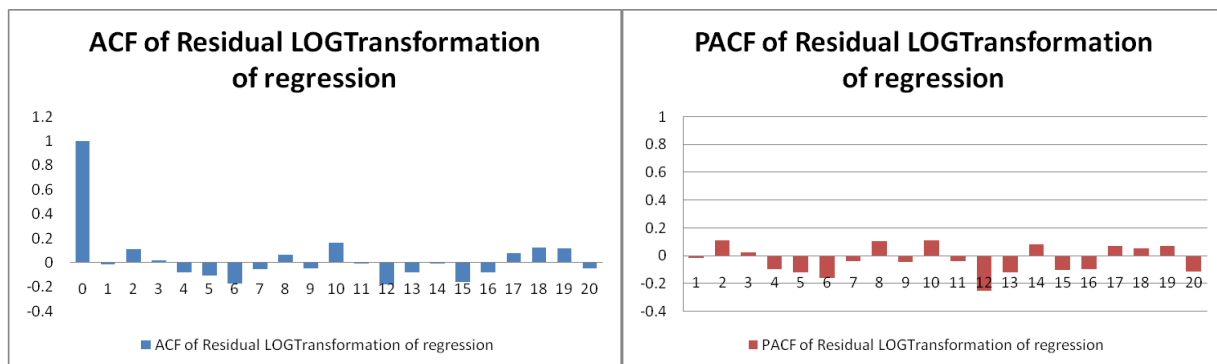 ACF of Residual LOGTransformation
of regression
1.2
1
0.8
0.6
0.4
0.2
0
-0.2
-0.4
0 1 2 3 4 5 6 7 8 9 10 11 12 13 14 15 16 17 18 19 20
ACF of Residual LOGTransformation of regression
PACF of Residual LOGTransformation
of regression
1
0.8
0.6
0.4
0.2
0
-0.2
-0.4
1 2 3 4 5 6 7 8 9 10 11 12 13 14 15 16 17 18 19 20
PACF of Residual LOGTransformation of regression